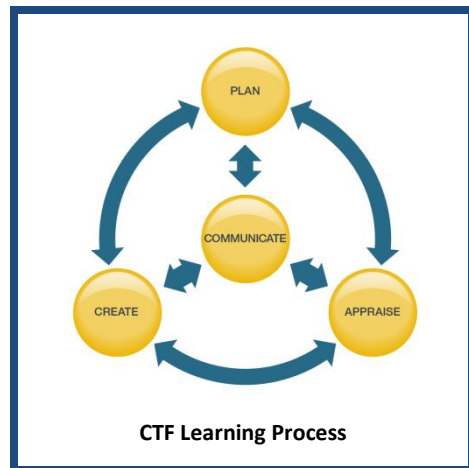 PLAN
COMMUNICATE
CREATE
APPRAISE
CTF Learning Process